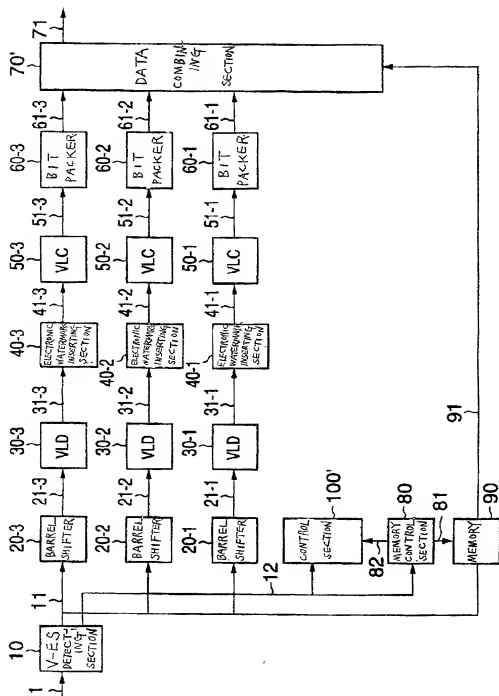 1
10
V-ES
DETECT-
ING
SECTION
11
12
20-3
BARREL
SHIFTER
21-3
30-3
VLD
31-3
40-3
ELECTRONIC
WATERMARK
INSERTING
SECTION
41-3
50-3
VLC
51-3
60-3
BIT
PACKER
61-3
20-2
BARREL
SHIFTER
21-2
30-2
VLD
31-2
40-2
ELECTRONIC
WATERMARK
INSERTING
SECTION
41-2
50-2
VLC
51-2
60-2
BIT
PACKER
61-2
20-1
BARREL
SHIFTER
21-1
30-1
VLD
31-1
40-1
ELECTRONIC
WATERMARK
INSERTING
SECTION
41-1
50-1
VLC
51-1
60-1
BIT
PACKER
61-1
70'
DATA
COMBINING
SECTION
71
100'
CONTROL
SECTION
82
80
MEMORY
CONTROL
SECTION
81
90
MEMORY
91